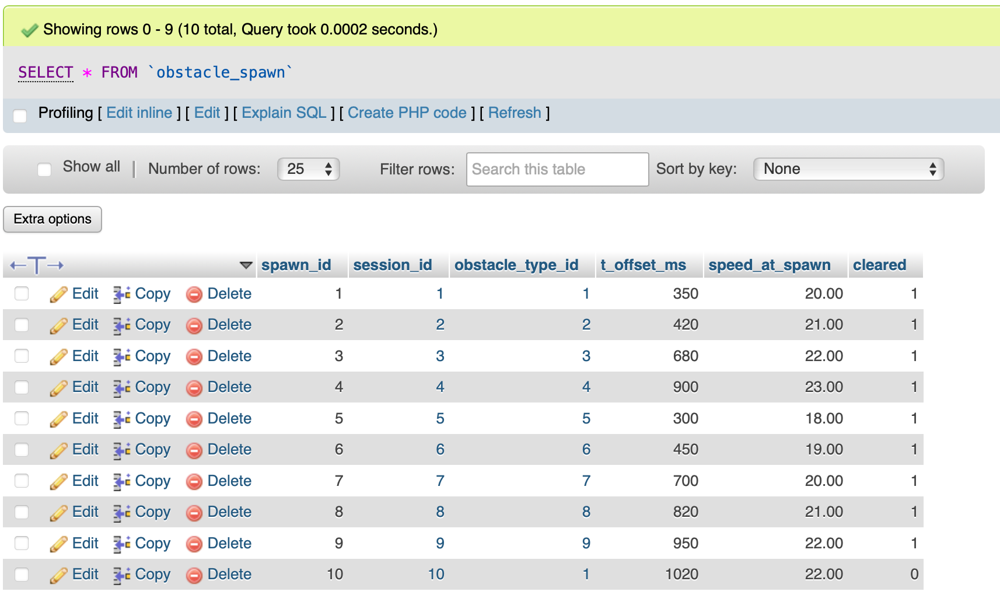 Showing rows 0 - 9 (10 total, Query took 0.0002 seconds.)
SELECT * FROM `obstacle_spawn`
Profiling [ Edit inline ] [ Edit ] [ Explain SQL ] [ Create PHP code ] [ Refresh ]
Show all | Number of rows: 25 Filter rows: Search this table Sort by key: None
Extra options
←T→ spawn_id session_id obstacle_type_id t_offset_ms speed_at_spawn cleared
Edit Copy Delete 1 1 1 350 20.00 1
Edit Copy Delete 2 2 2 420 21.00 1
Edit Copy Delete 3 3 3 680 22.00 1
Edit Copy Delete 4 4 4 900 23.00 1
Edit Copy Delete 5 5 5 300 18.00 1
Edit Copy Delete 6 6 6 450 19.00 1
Edit Copy Delete 7 7 7 700 20.00 1
Edit Copy Delete 8 8 8 820 21.00 1
Edit Copy Delete 9 9 9 950 22.00 1
Edit Copy Delete 10 10 1 1020 22.00 0